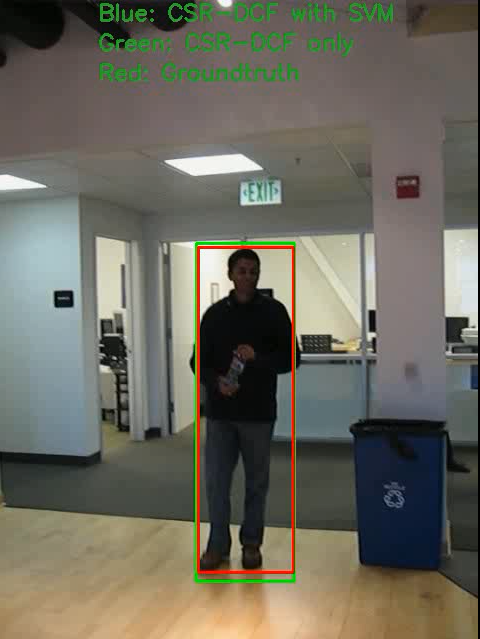 Blue: CSR-DCF with SVM
Green: CSR-DCF only
Red: Groundtruth
EXIT